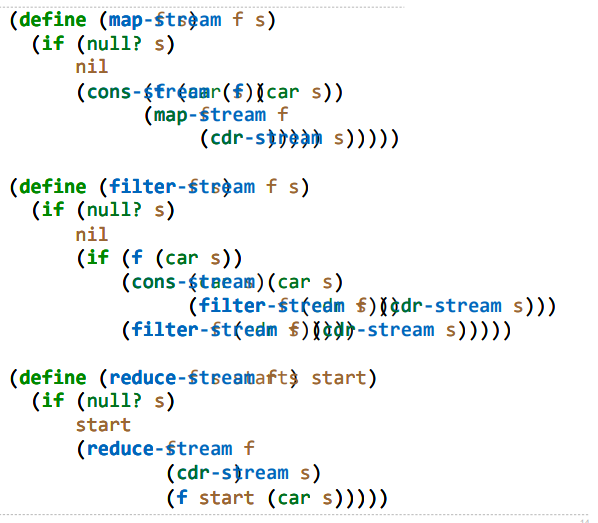 (define (map-stream f s)
(if (null? s)
nil
(cons-stream (f (car s))
(map-stream f
(cdr-stream s)))))
(define (filter-stream f s)
(if (null? s)
nil
(if (f (car s))
(cons-stream (car s)
(filter-stream f (cdr-stream s)))
(filter-stream f (cdr-stream s)))))
(define (reduce-stream f s start)
(if (null? s)
start
(reduce-stream f
(cdr-stream s)
(f start (car s)))))